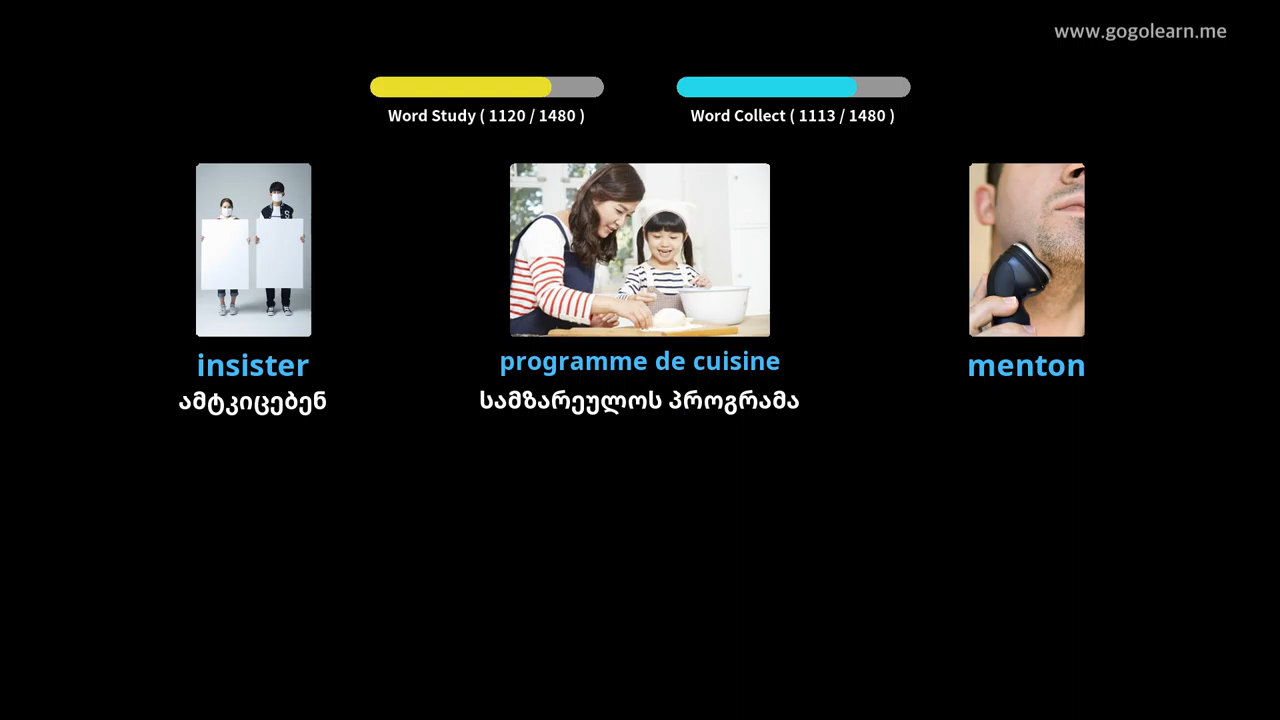 www.gogolearn.me
Word Study ( 1120 / 1480 )
Word Collect ( 1113 / 1480 )
insister
programme de cuisine
menton
ამტკიცებენ
სამზარეულოს პროგრამა